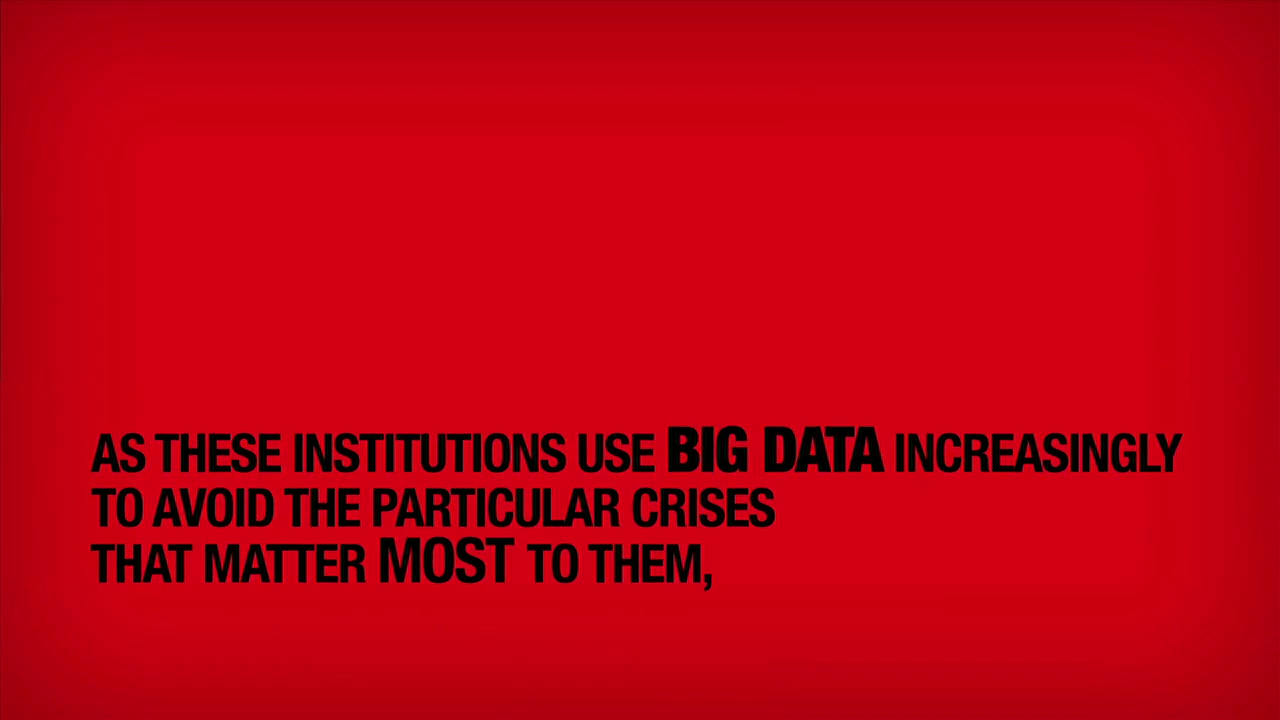 AS THESE INSTITUTIONS USE BIG DATA INCREASINGLY
TO AVOID THE PARTICULAR CRISES
THAT MATTER MOST TO THEM,